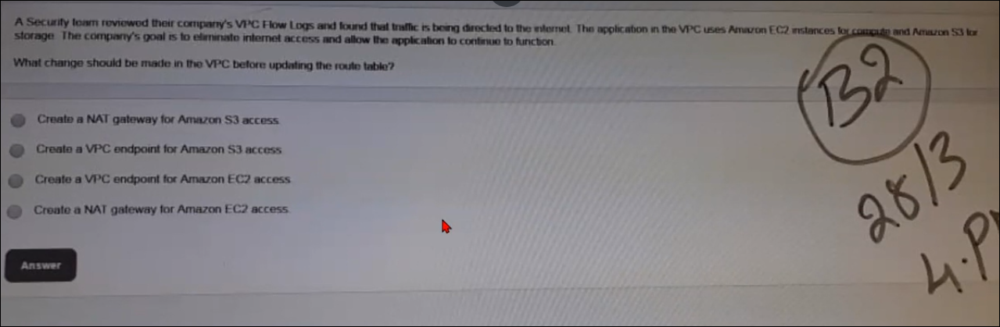 A Security team reviewed their company's VPC Flow Logs and found that traffic is being directed to the internet. The application in the VPC uses Amazon EC2 instances for compute and Amazon S3 for
storage. The company's goal is to eliminate internet access and allow the application to continue to function.
What change should be made in the VPC before updating the route table?
Create a NAT gateway for Amazon S3 access.
Create a VPC endpoint for Amazon S3 access.
Create a VPC endpoint for Amazon EC2 access.
Create a NAT gateway for Amazon EC2 access.
Answer
B2
28/3
4.P